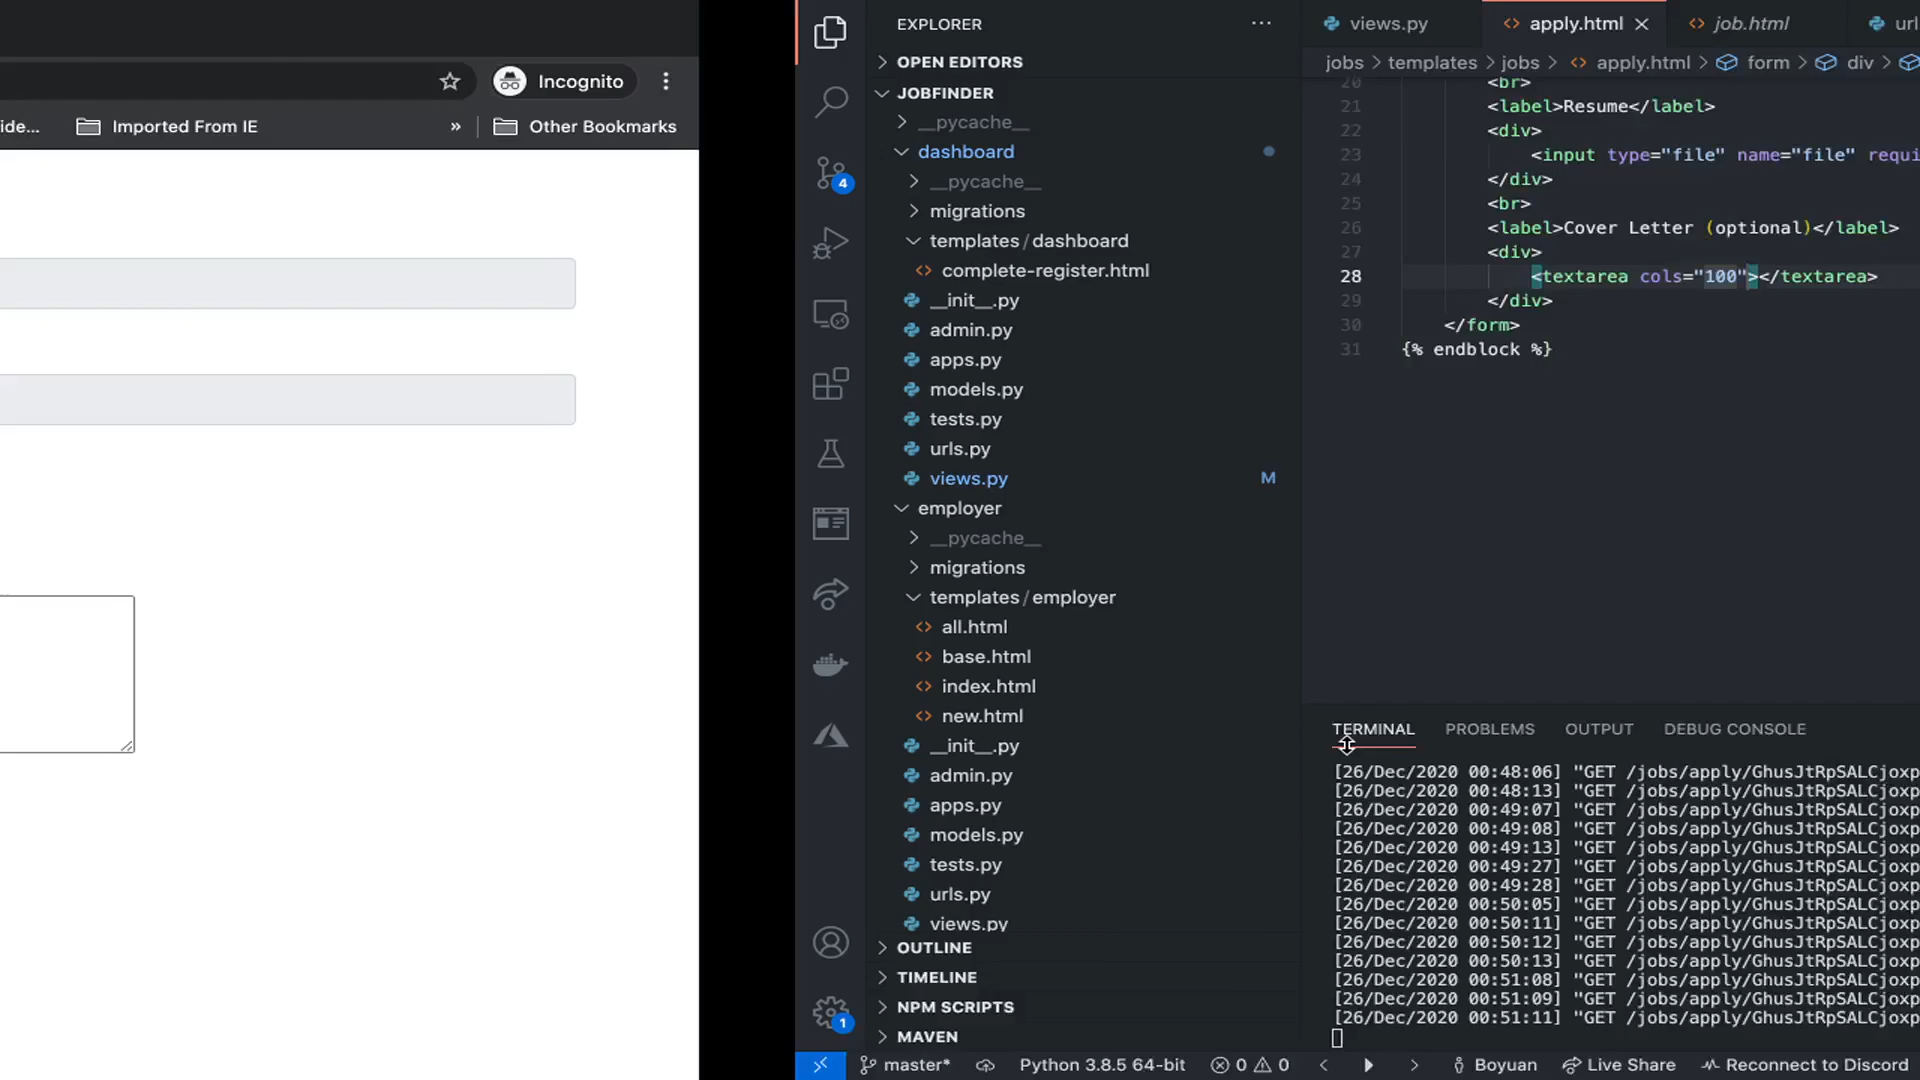 Incognito
ide...
Imported From IE
»
Other Bookmarks
EXPLORER
OPEN EDITORS
JOBFINDER
__pycache__
dashboard
__pycache__
migrations
templates/dashboard
complete-register.html
__init__.py
admin.py
apps.py
models.py
tests.py
urls.py
views.py M
employer
__pycache__
migrations
templates/employer
all.html
base.html
index.html
new.html
__init__.py
admin.py
apps.py
models.py
tests.py
urls.py
views.py
OUTLINE
TIMELINE
NPM SCRIPTS
MAVEN
4
1
views.py apply.html job.html url
jobs > templates > jobs > apply.html > form > div >
20 <br>
21 <label>Resume</label>
22 <div>
23 <input type="file" name="file" requi
24 </div>
25 <br>
26 <label>Cover Letter (optional)</label>
27 <div>
28 <textarea cols="100"></textarea>
29 </div>
30 </form>
31 {% endblock %}
TERMINAL PROBLEMS OUTPUT DEBUG CONSOLE
[26/Dec/2020 00:48:06] "GET /jobs/apply/GhusJtRpSALCjoxp
[26/Dec/2020 00:48:13] "GET /jobs/apply/GhusJtRpSALCjoxp
[26/Dec/2020 00:49:07] "GET /jobs/apply/GhusJtRpSALCjoxp
[26/Dec/2020 00:49:08] "GET /jobs/apply/GhusJtRpSALCjoxp
[26/Dec/2020 00:49:13] "GET /jobs/apply/GhusJtRpSALCjoxp
[26/Dec/2020 00:49:27] "GET /jobs/apply/GhusJtRpSALCjoxp
[26/Dec/2020 00:49:28] "GET /jobs/apply/GhusJtRpSALCjoxp
[26/Dec/2020 00:50:05] "GET /jobs/apply/GhusJtRpSALCjoxp
[26/Dec/2020 00:50:11] "GET /jobs/apply/GhusJtRpSALCjoxp
[26/Dec/2020 00:50:12] "GET /jobs/apply/GhusJtRpSALCjoxp
[26/Dec/2020 00:50:13] "GET /jobs/apply/GhusJtRpSALCjoxp
[26/Dec/2020 00:51:08] "GET /jobs/apply/GhusJtRpSALCjoxp
[26/Dec/2020 00:51:09] "GET /jobs/apply/GhusJtRpSALCjoxp
[26/Dec/2020 00:51:11] "GET /jobs/apply/GhusJtRpSALCjoxp
master* Python 3.8.5 64-bit 0 0 Boyuan Live Share Reconnect to Discord